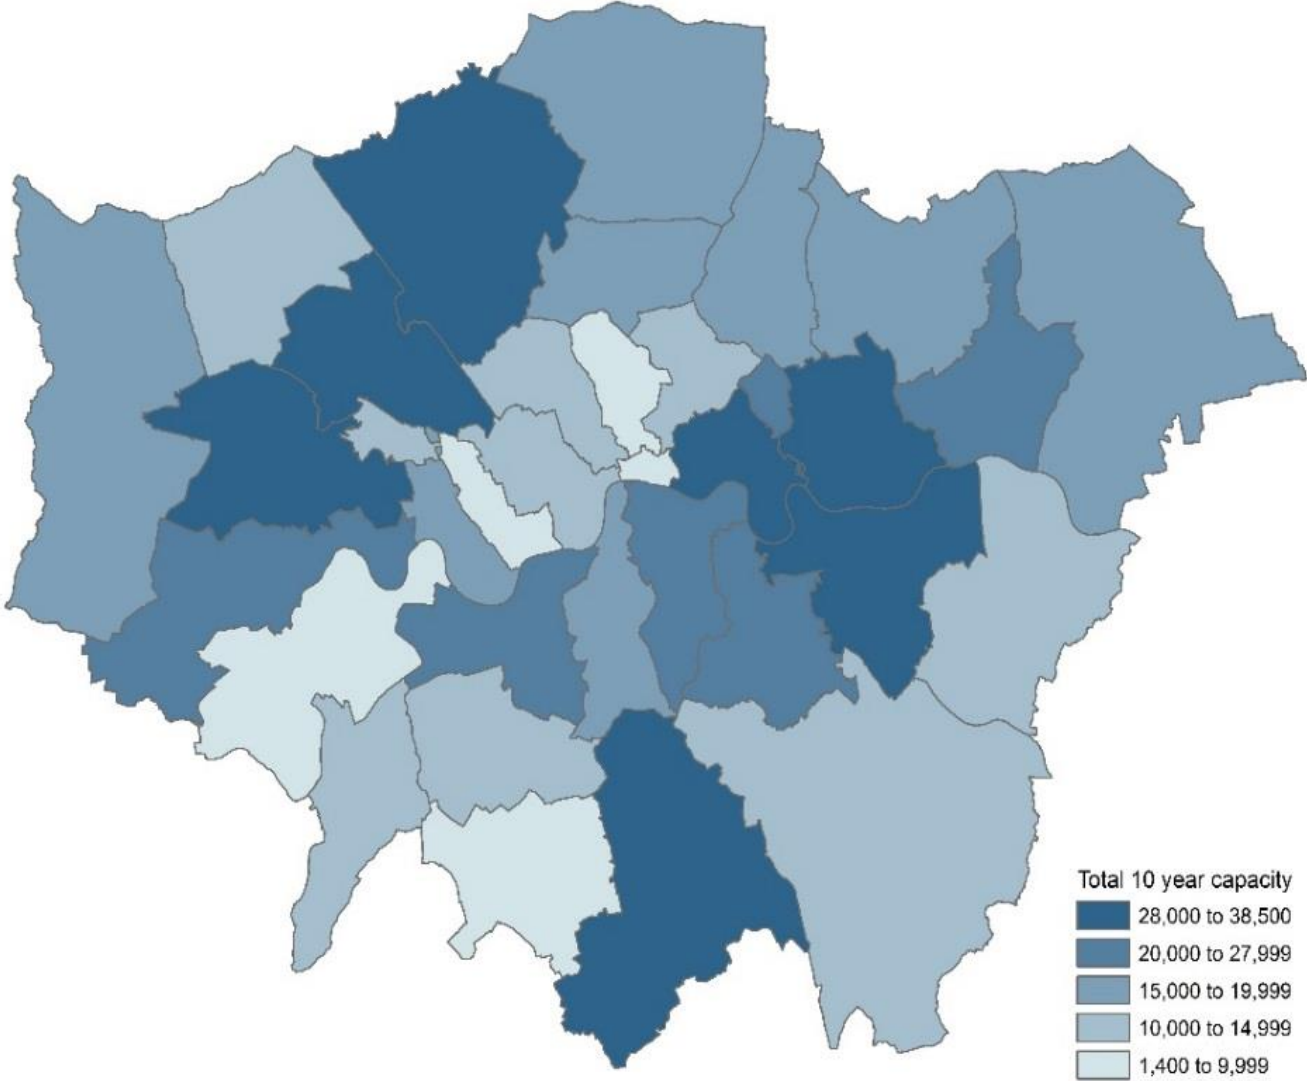 Total 10 year capacity
28,000 to 38,500
20,000 to 27,999
15,000 to 19,999
10,000 to 14,999
1,400 to 9,999